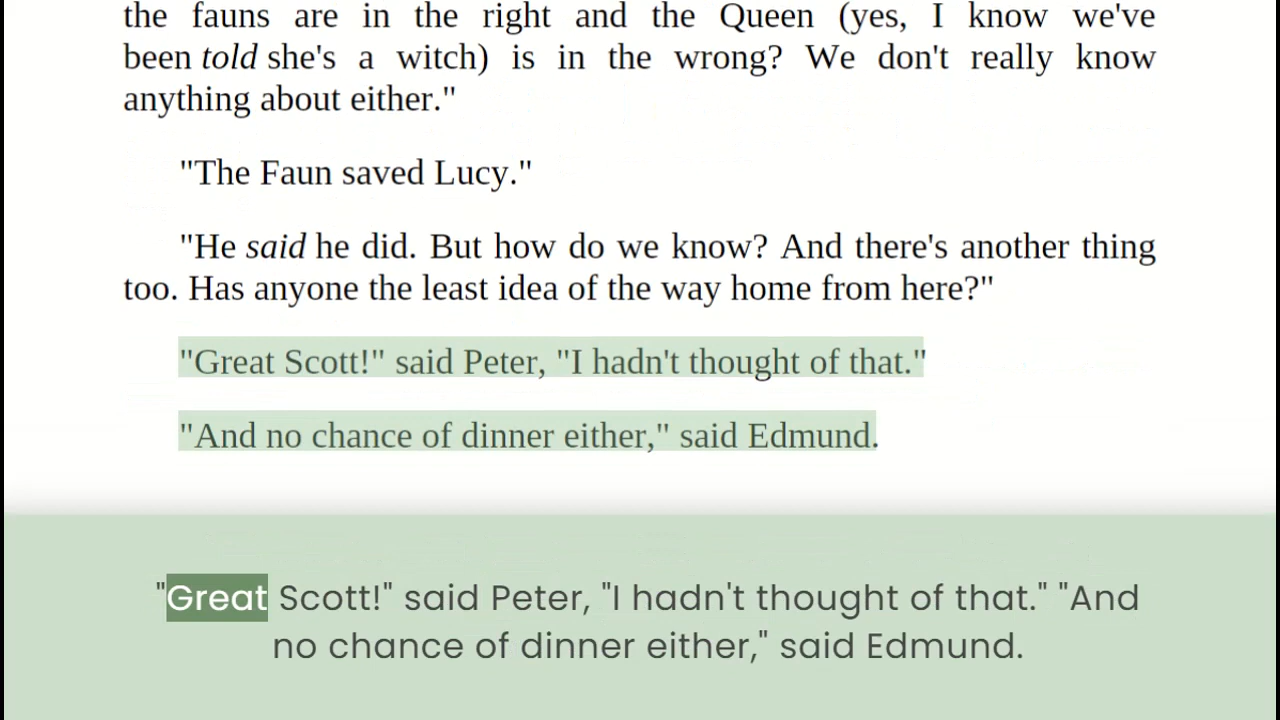 the fauns are in the right and the Queen (yes, I know we've
been told she's a witch) is in the wrong? We don't really know
anything about either."
"The Faun saved Lucy."
"He said he did. But how do we know? And there's another thing
too. Has anyone the least idea of the way home from here?"
"Great Scott!" said Peter, "I hadn't thought of that."
"And no chance of dinner either," said Edmund.
"Great Scott!" said Peter, "I hadn't thought of that." "And
no chance of dinner either," said Edmund.